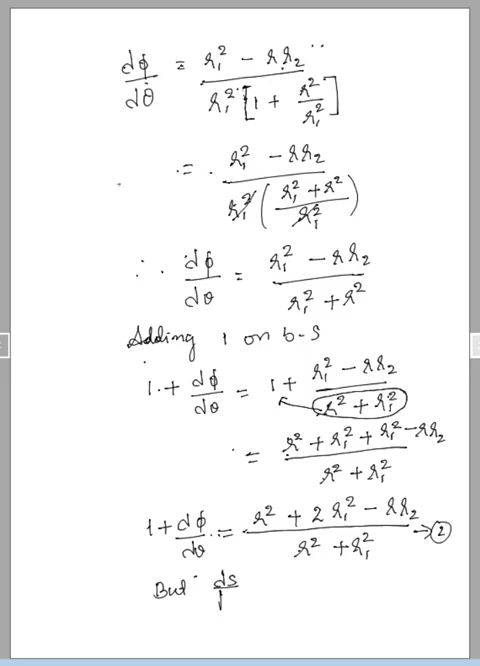 dφ/dθ = (r₁² - r r₂) / (r₁² [1 + r²/r₁²])
= (r₁² - r r₂) / (r₁² ((r₁² + r²)/r₁²))
∴ dφ/dθ = (r₁² - r r₂) / (r₁² + r²)
Adding 1 on b.s
1 + dφ/dθ = 1 + (r₁² - r r₂) / (r² + r₁²)
= (r² + r₁² + r₁² - r r₂) / (r² + r₁²)
1 + dφ/dθ = (r² + 2 r₁² - r r₂) / (r² + r₁²) → ②
But ds